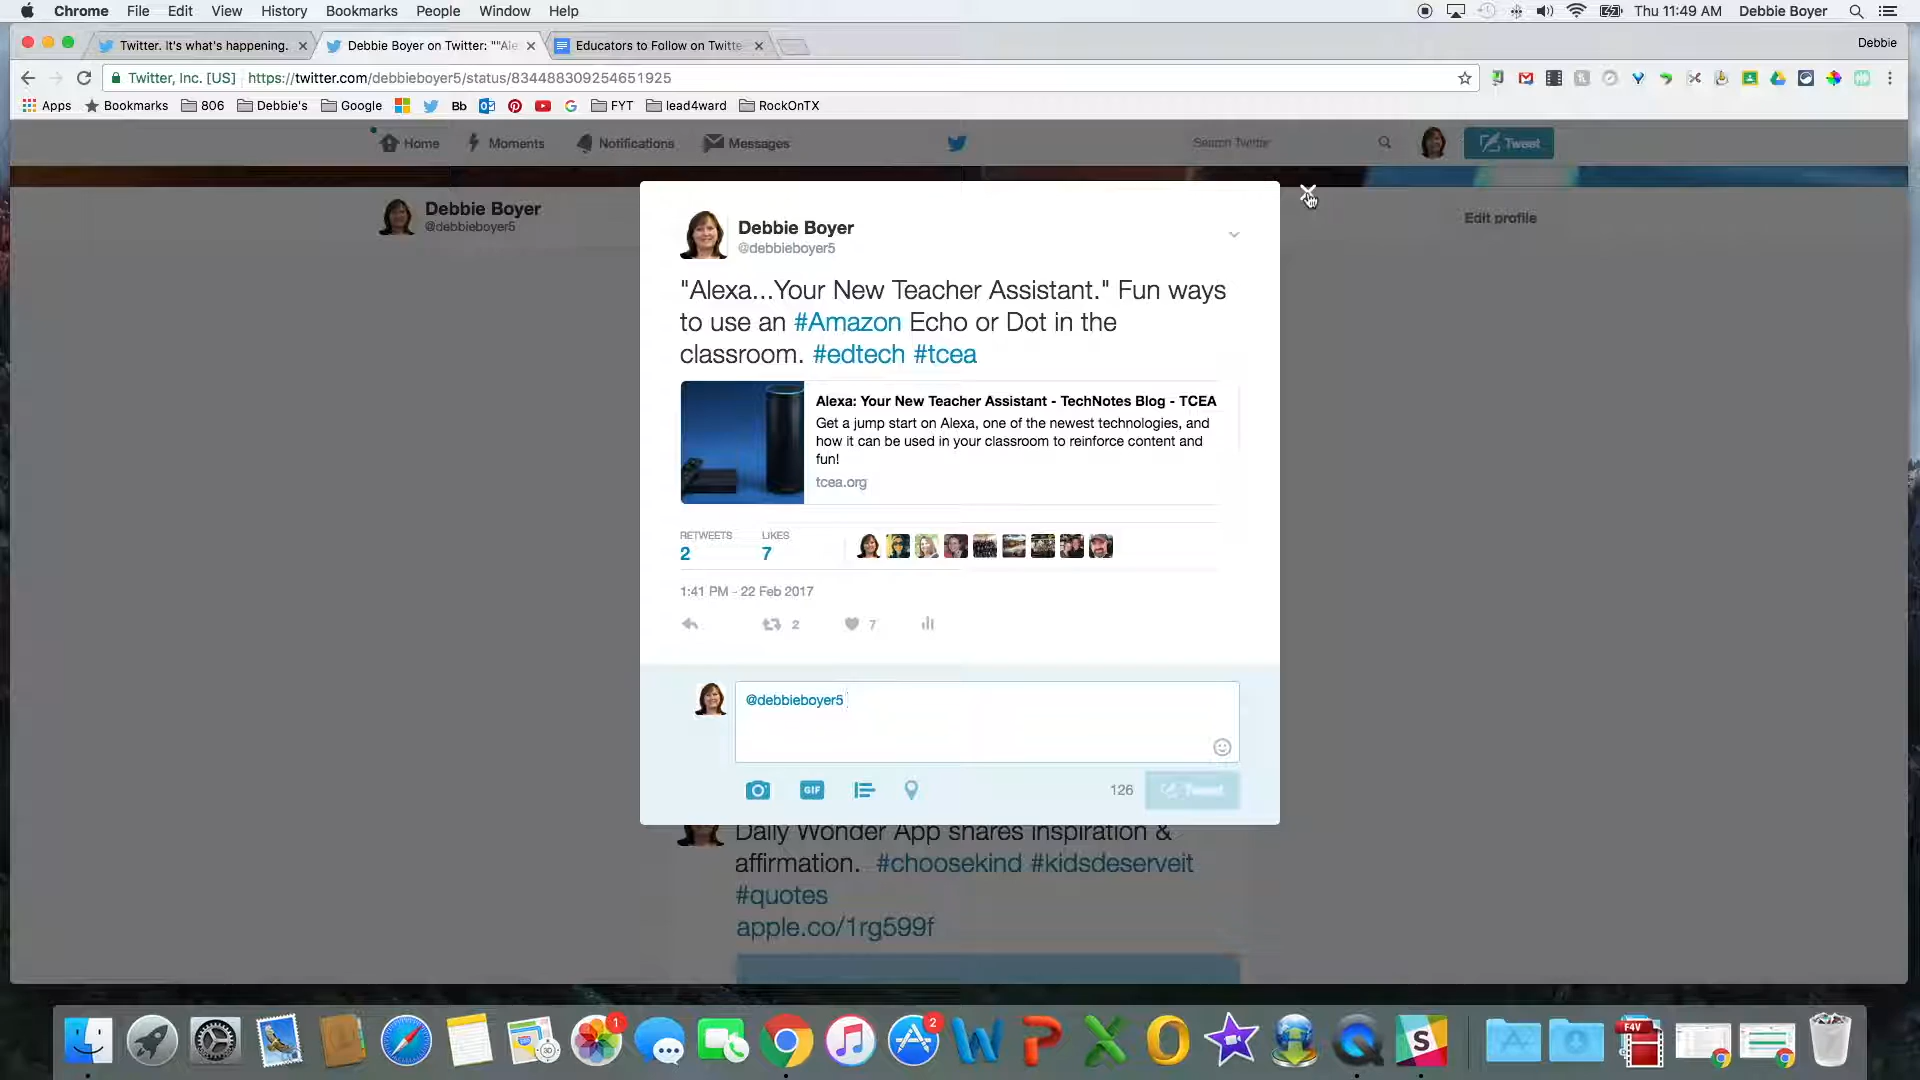 Chrome File Edit View History Bookmarks People Window Help Thu 11:49 AM Debbie Boyer
Twitter. It's what's happening. Debbie Boyer on Twitter: ""Ale Educators to Follow on Twitte Debbie
Twitter, Inc. [US] https://twitter.com/debbieboyer5/status/834488309254651925
Apps Bookmarks 806 Debbie's Google Bb FYT lead4ward RockOnTX
Home Moments Notifications Messages Search Twitter Tweet
Debbie Boyer
@debbieboyer5
Edit profile
Debbie Boyer
@debbieboyer5
"Alexa...Your New Teacher Assistant." Fun ways
to use an #Amazon Echo or Dot in the
classroom. #edtech #tcea
Alexa: Your New Teacher Assistant - TechNotes Blog - TCEA
Get a jump start on Alexa, one of the newest technologies, and
how it can be used in your classroom to reinforce content and
fun!
tcea.org
RETWEETS LIKES
2 7
1:41 PM - 22 Feb 2017
2 7
@debbieboyer5
GIF 126 Tweet
Daily Wonder App shares inspiration &
affirmation. #choosekind #kidsdeserveit
#quotes
apple.co/1rg599f
1 2 F4V